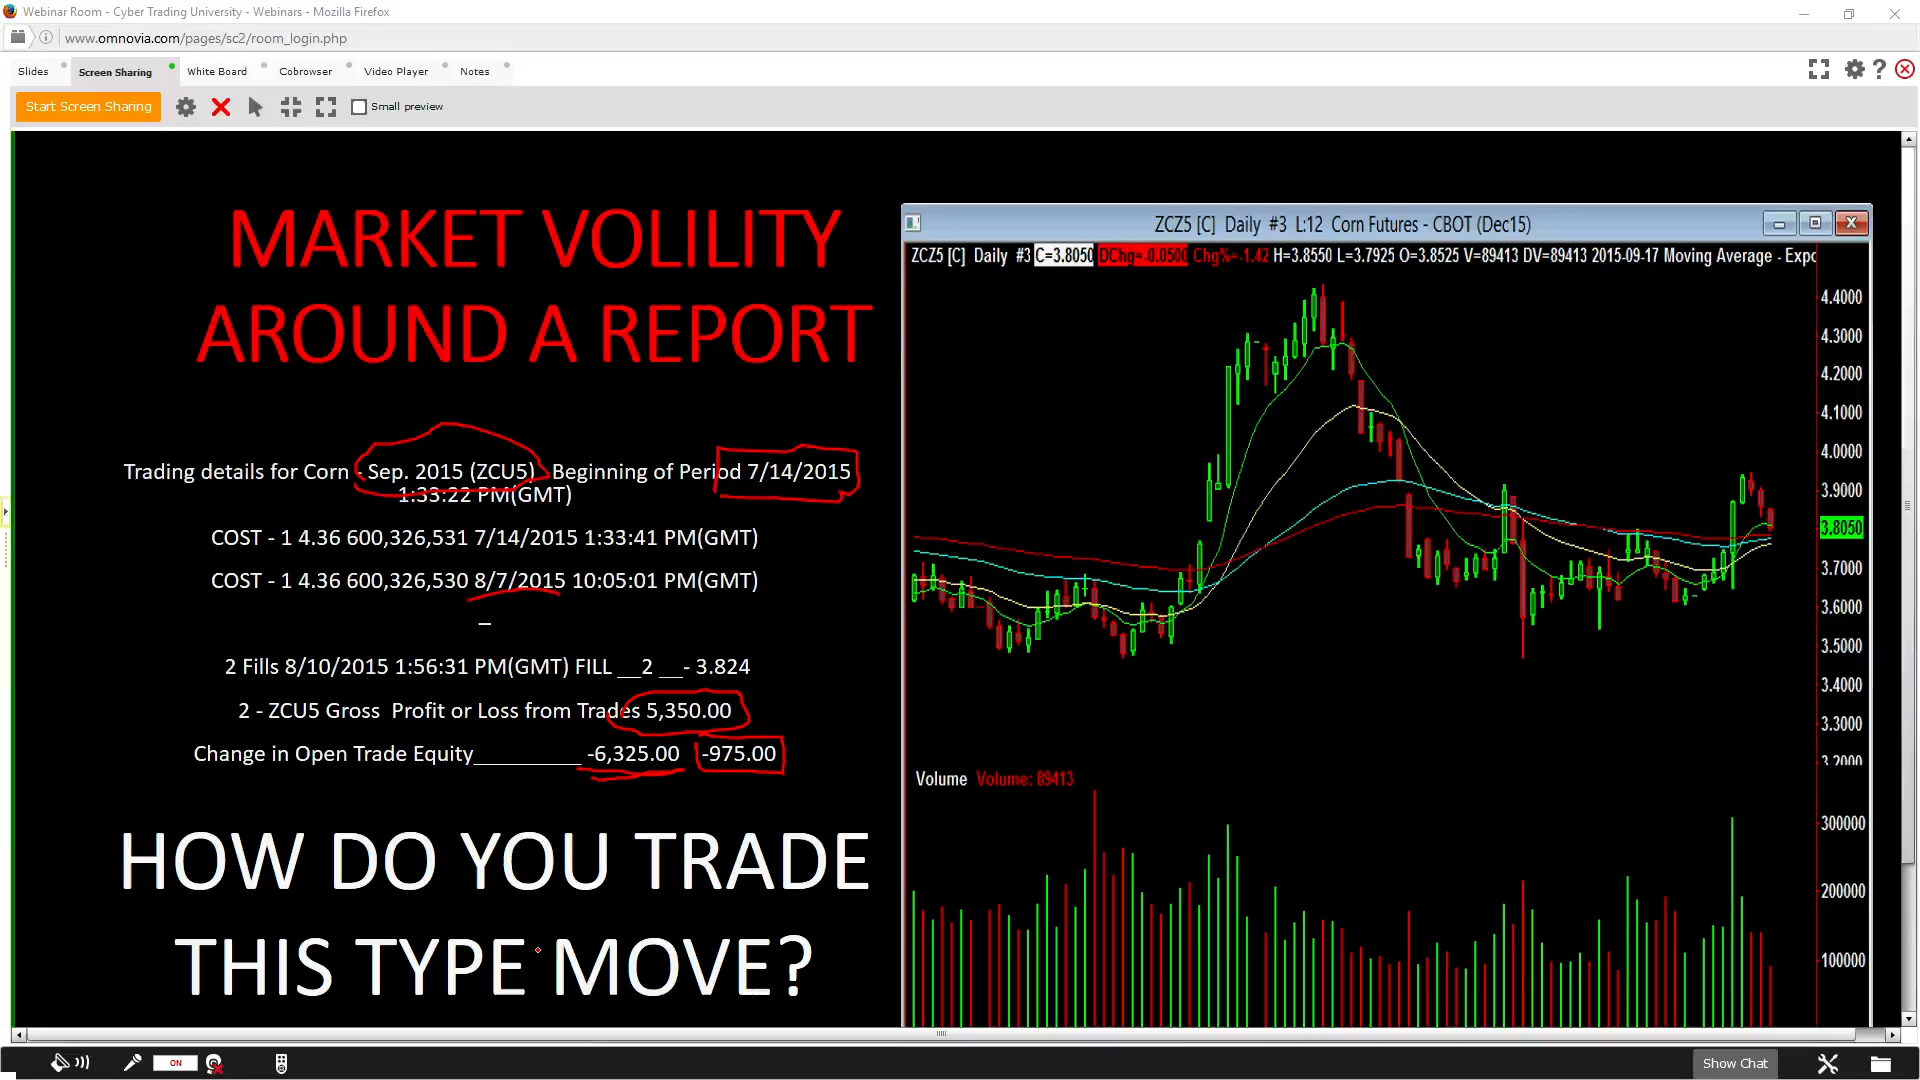 Webinar Room - Cyber Trading University - Webinars - Mozilla Firefox
www.omnovia.com/pages/sc2/room_login.php
Slides Screen Sharing White Board Cobrowser Video Player Notes
Start Screen Sharing Small preview
MARKET VOLILITY
AROUND A REPORT
Trading details for Corn - Sep. 2015 (ZCU5) Beginning of Period 7/14/2015
1:33:22 PM(GMT)
COST - 1 4.36 600,326,531 7/14/2015 1:33:41 PM(GMT)
COST - 1 4.36 600,326,530 8/7/2015 10:05:01 PM(GMT)
–
2 Fills 8/10/2015 1:56:31 PM(GMT) FILL __2 __- 3.824
2 - ZCU5 Gross Profit or Loss from Trades 5,350.00
Change in Open Trade Equity_________ -6,325.00 -975.00
HOW DO YOU TRADE
THIS TYPE MOVE?
ZCZ5 [C] Daily #3 L:12 Corn Futures - CBOT (Dec15)
ZCZ5 [C] Daily #3 C=3.8050 DChg=-0.0500 Chg%=-1.42 H=3.8550 L=3.7925 O=3.8525 V=89413 DV=89413 2015-09-17 Moving Average - Expo
4.4000
4.3000
4.2000
4.1000
4.0000
3.9000
3.8050
3.7000
3.6000
3.5000
3.4000
3.3000
3.2000
Volume Volume: 89413
300000
200000
100000
ON
Show Chat